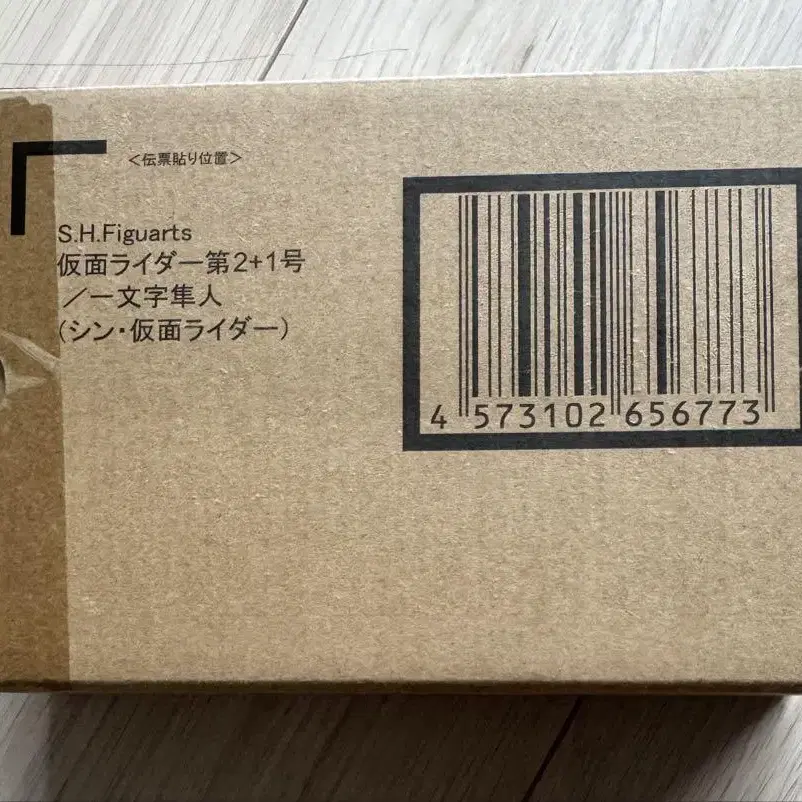 <伝票貼り位置>
S.H.Figuarts
仮面ライダー第2+1号
／一文字隼人
(シン・仮面ライダー)
4 573102 656773